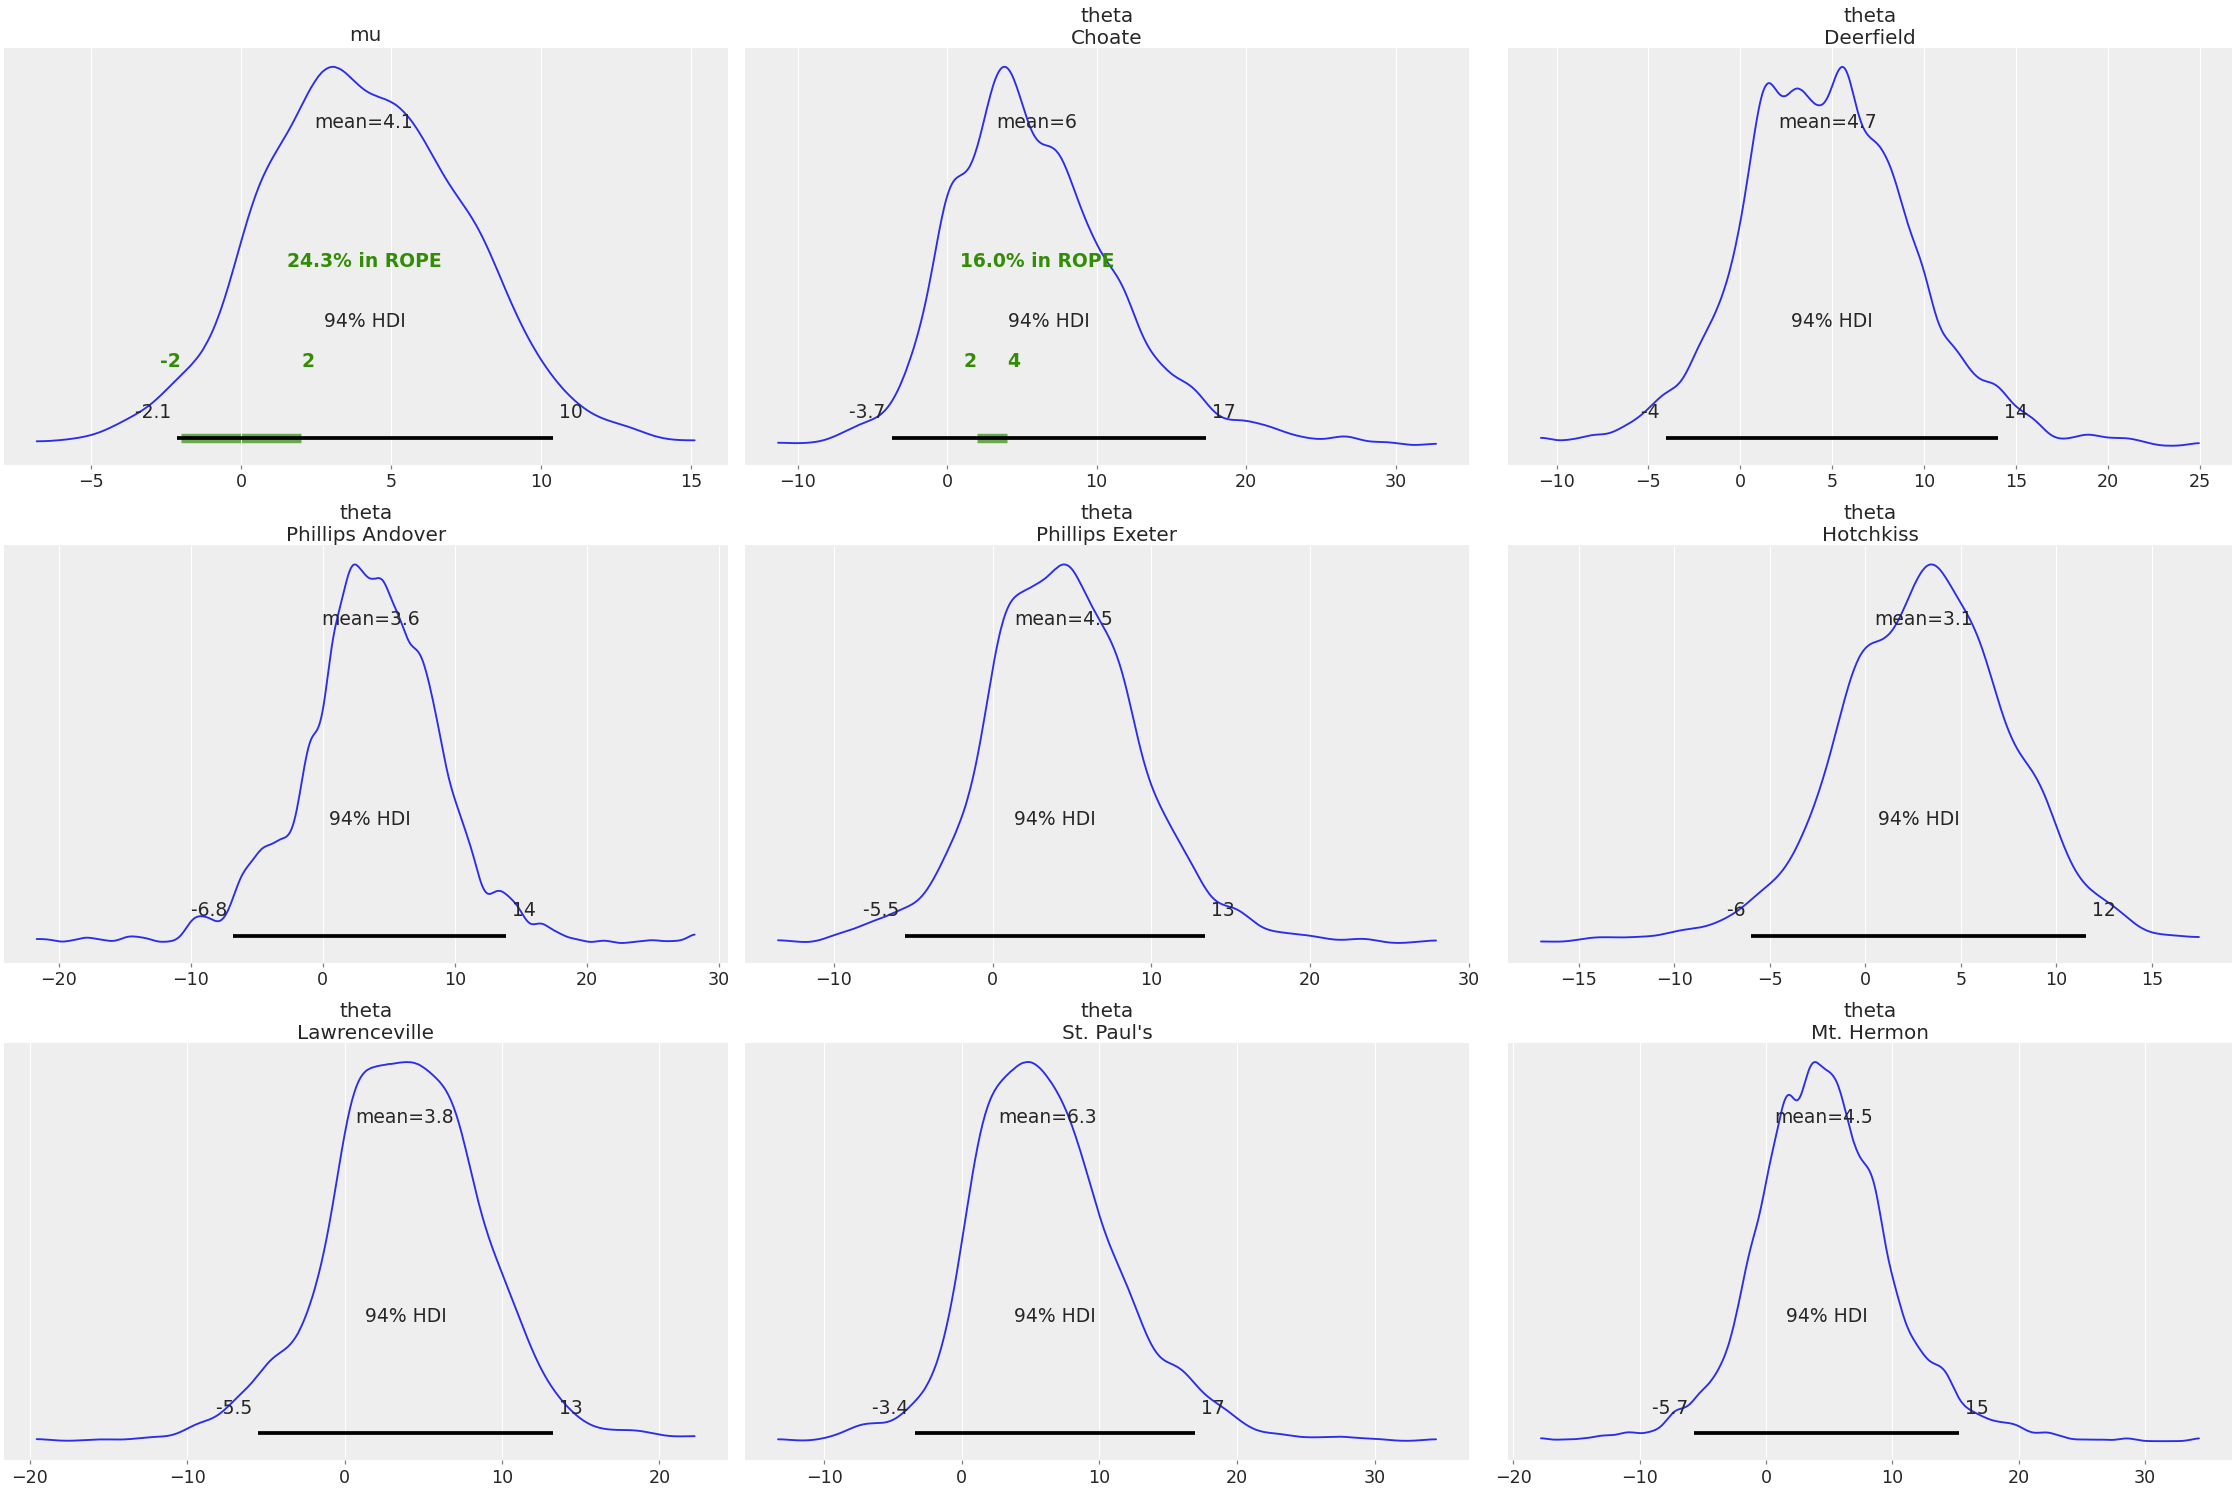 mu
mean=4.1
24.3% in ROPE
94% HDI
-2 2
-2.1 10
−5 0 5 10 15
theta
Choate
mean=6
16.0% in ROPE
94% HDI
2 4
-3.7 17
−10 0 10 20 30
theta
Deerfield
mean=4.7
94% HDI
-4 14
−10 −5 0 5 10 15 20 25
theta
Phillips Andover
mean=3.6
94% HDI
-6.8 14
−20 −10 0 10 20 30
theta
Phillips Exeter
mean=4.5
94% HDI
-5.5 13
−10 0 10 20 30
theta
Hotchkiss
mean=3.1
94% HDI
-6 12
−15 −10 −5 0 5 10 15
theta
Lawrenceville
mean=3.8
94% HDI
-5.5 13
−20 −10 0 10 20
theta
St. Paul's
mean=6.3
94% HDI
-3.4 17
−10 0 10 20 30
theta
Mt. Hermon
mean=4.5
94% HDI
-5.7 15
−20 −10 0 10 20 30